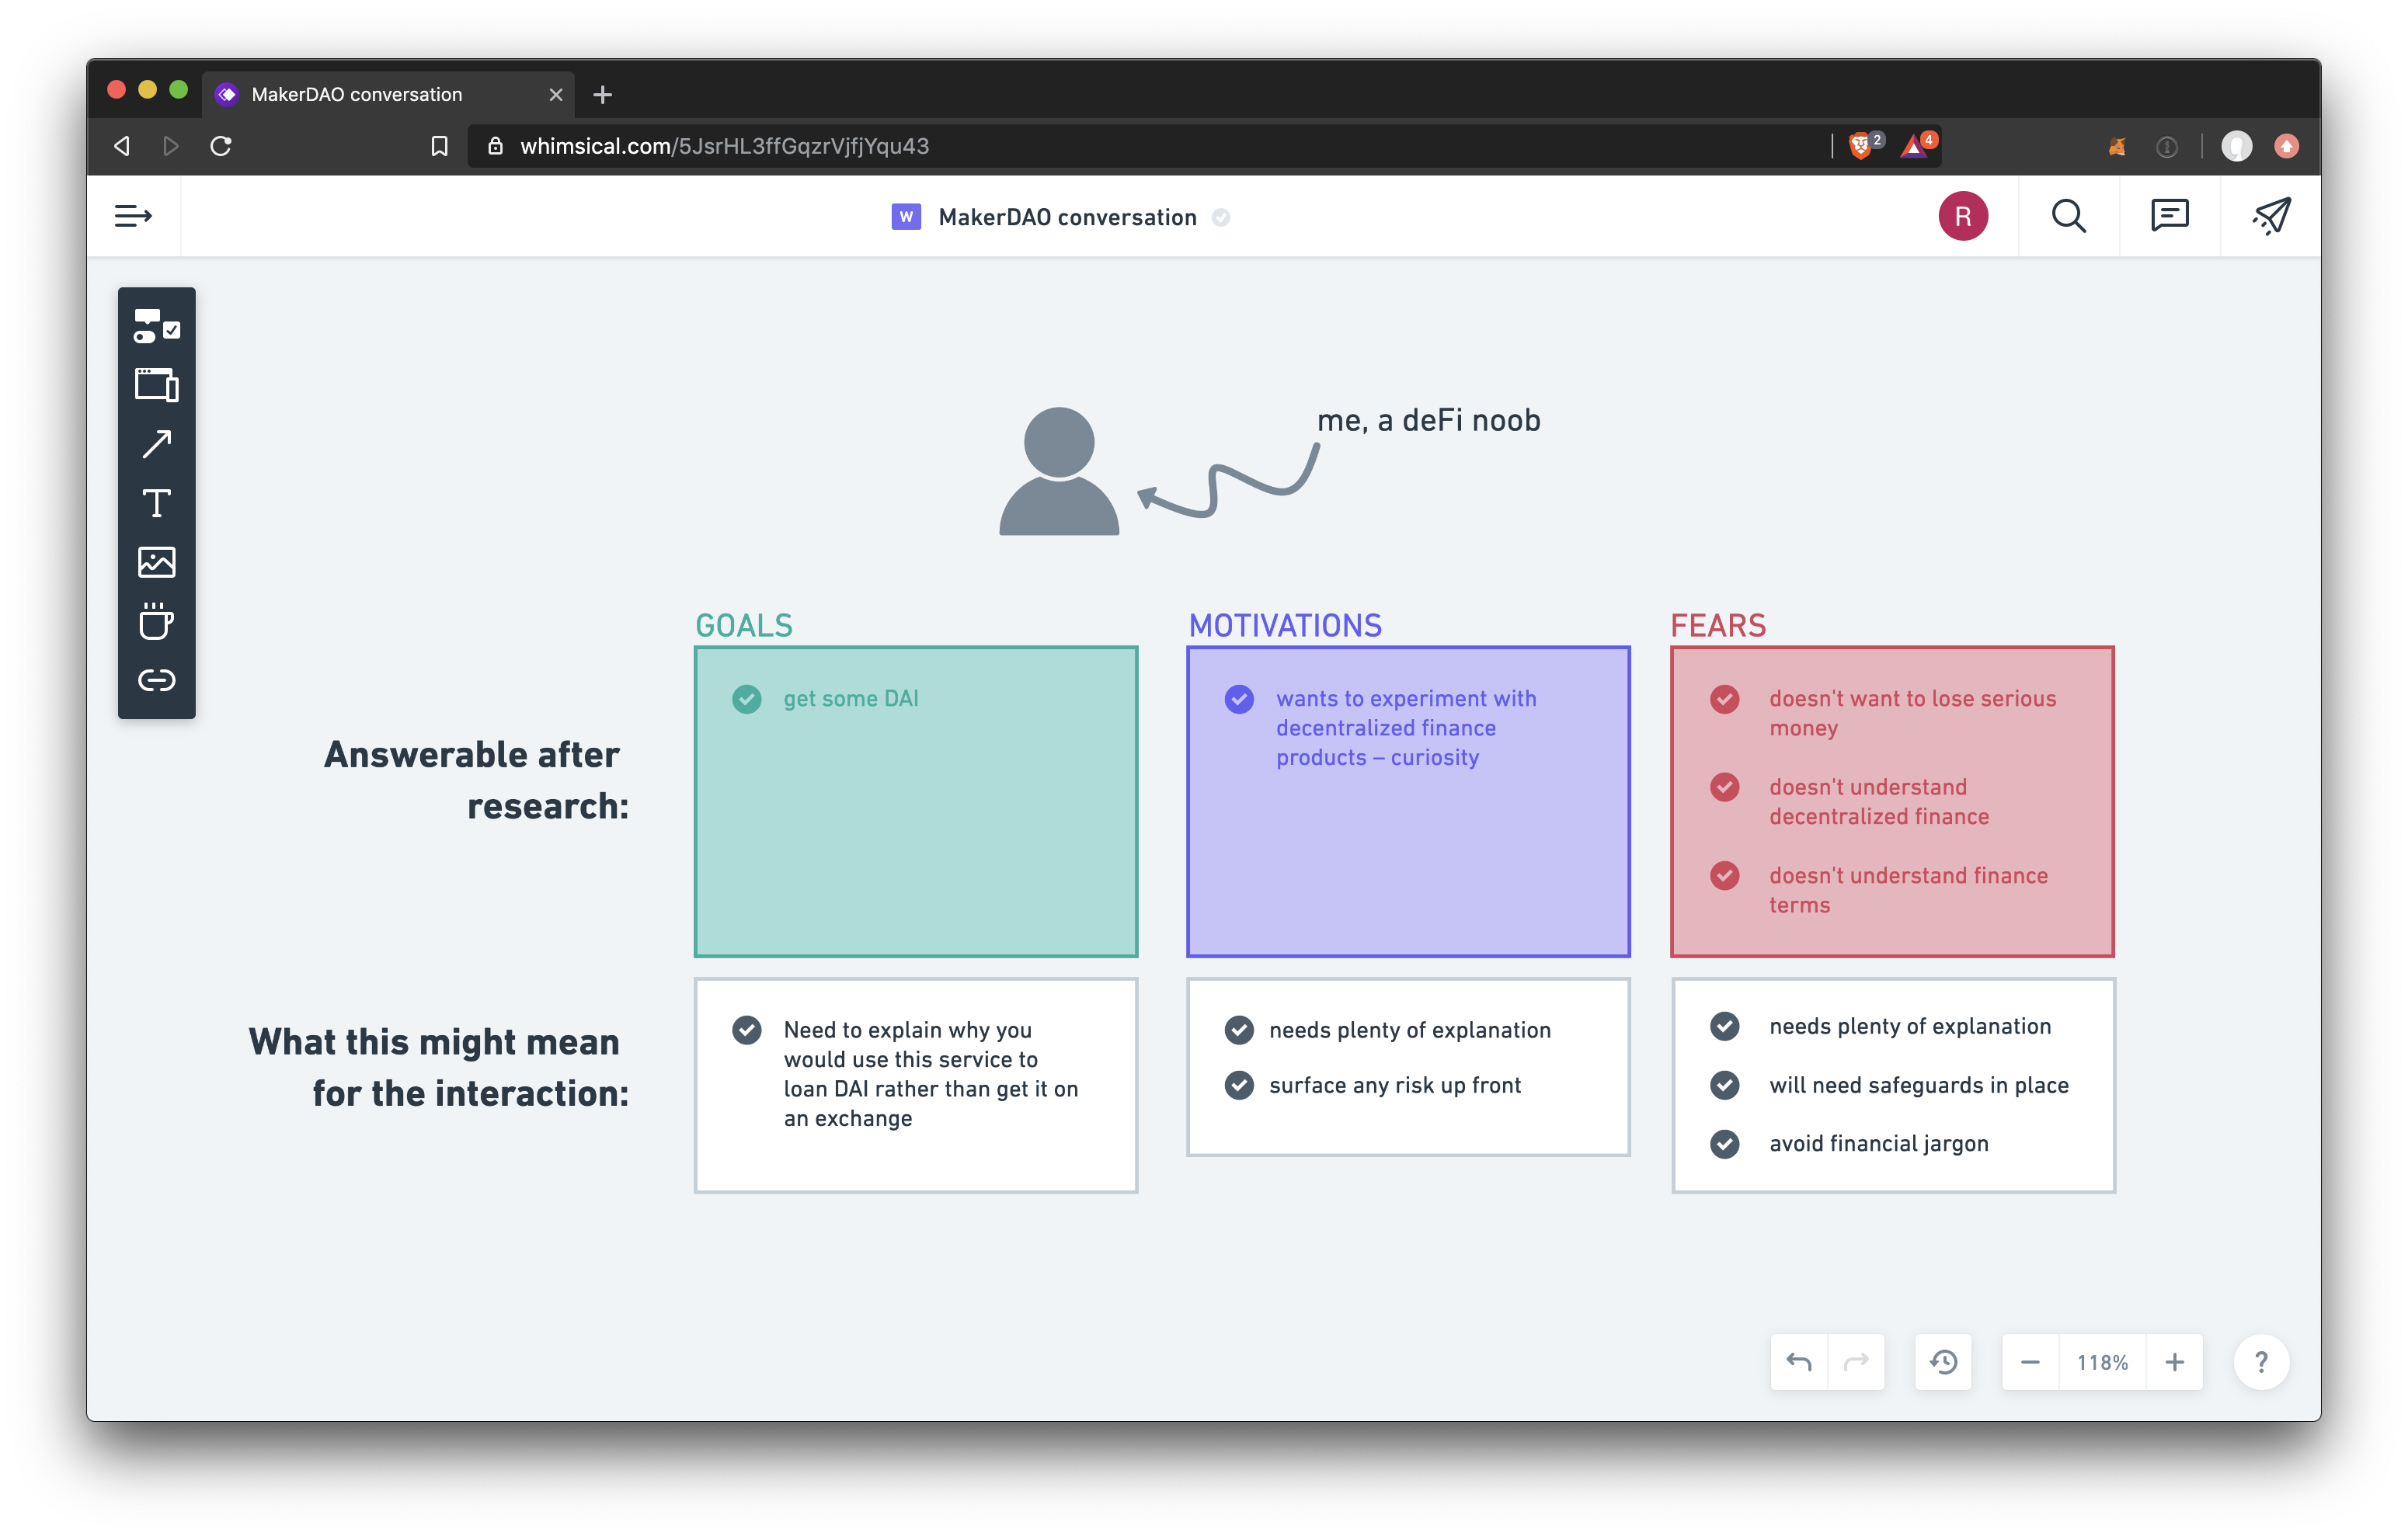 MakerDAO conversation
whimsical.com/5JsrHL3ffGqzrVjfjYqu43
2
4
W MakerDAO conversation
R
me, a deFi noob
GOALS
MOTIVATIONS
FEARS
Answerable after
research:
get some DAI
wants to experiment with
decentralized finance
products – curiosity
doesn't want to lose serious
money
doesn't understand
decentralized finance
doesn't understand finance
terms
What this might mean
for the interaction:
Need to explain why you
would use this service to
loan DAI rather than get it on
an exchange
needs plenty of explanation
surface any risk up front
needs plenty of explanation
will need safeguards in place
avoid financial jargon
118%
?